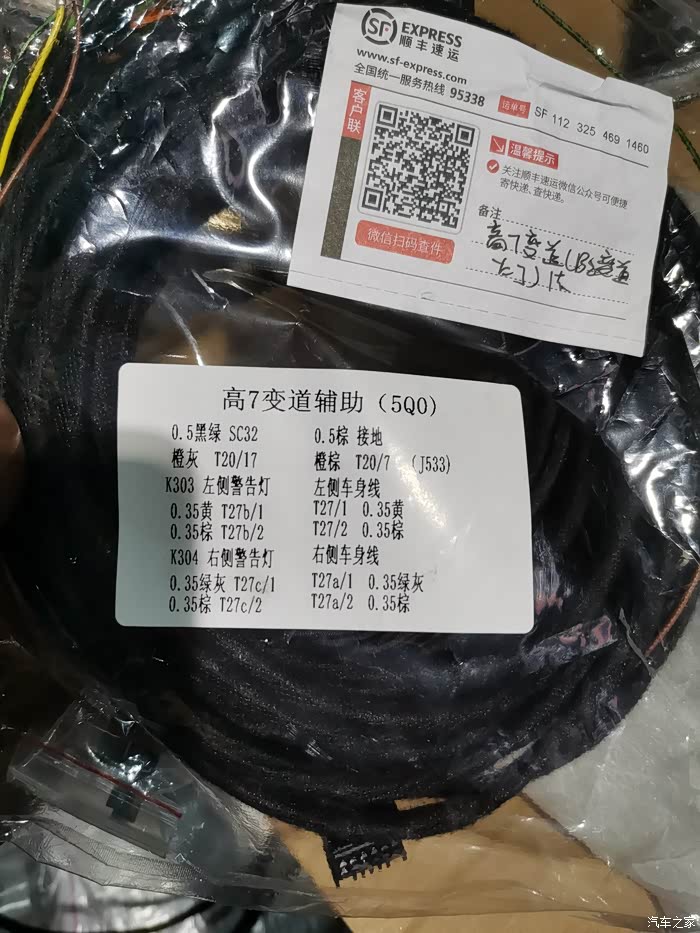 SF EXPRESS
顺丰速运
www.sf-express.com
全国统一服务热线 95338
客户联
运单号 SF 112 325 469 1460
温馨提示
关注顺丰速运微信公众号可便捷
寄快递、查快递。
备注
高7变道
微信扫码查件
高7变道辅助（5Q0）
0.5黑绿 SC32 0.5棕 接地
橙灰 T20/17 橙棕 T20/7 （J533)
K303 左侧警告灯 左侧车身线
0.35黄 T27b/1 T27/1 0.35黄
0.35棕 T27b/2 T27/2 0.35棕
K304 右侧警告灯 右侧车身线
0.35绿灰 T27c/1 T27a/1 0.35绿灰
0.35棕 T27c/2 T27a/2 0.35棕
汽车之家